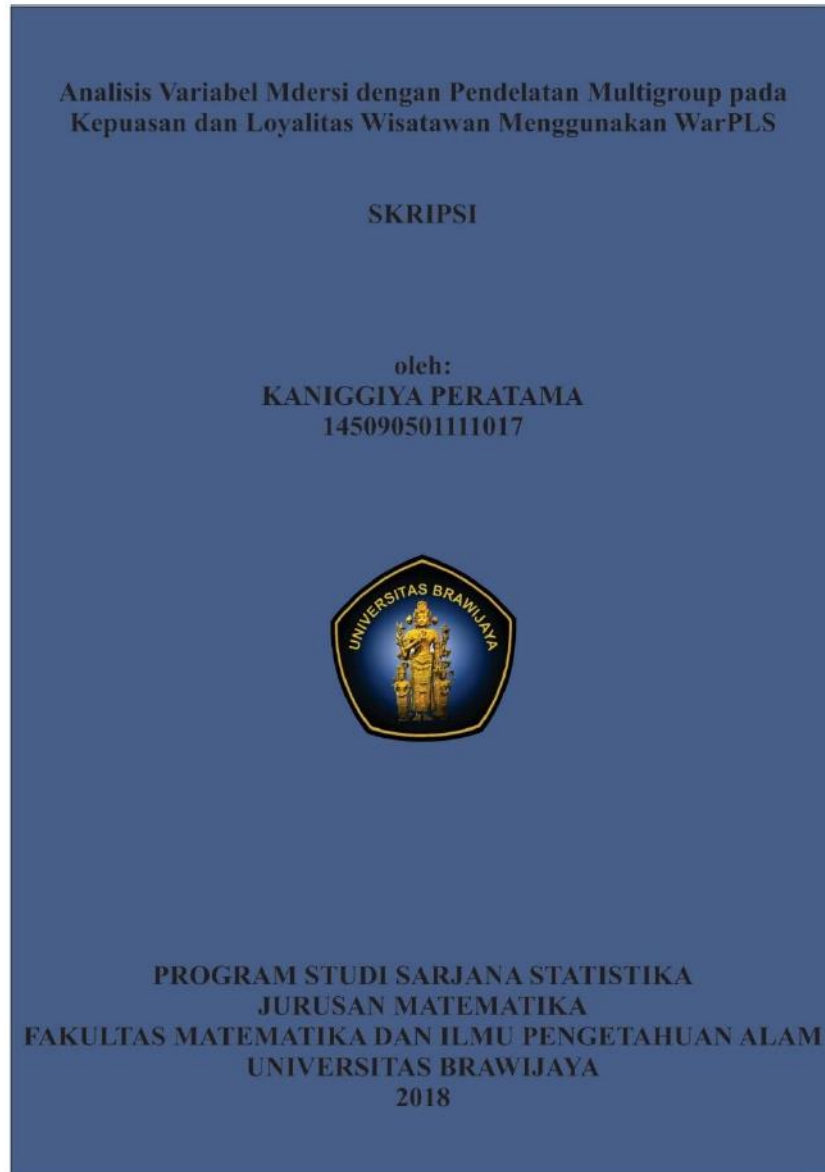 Analisis Variabel Mdersi dengan Pendelatan Multigroup pada
Kepuasan dan Loyalitas Wisatawan Menggunakan WarPLS
SKRIPSI
oleh:
KANIGGIYA PERATAMA
145090501111017
UNIVERSITAS BRAWIJAYA
PROGRAM STUDI SARJANA STATISTIKA
JURUSAN MATEMATIKA
FAKULTAS MATEMATIKA DAN ILMU PENGETAHUAN ALAM
UNIVERSITAS BRAWIJAYA
2018